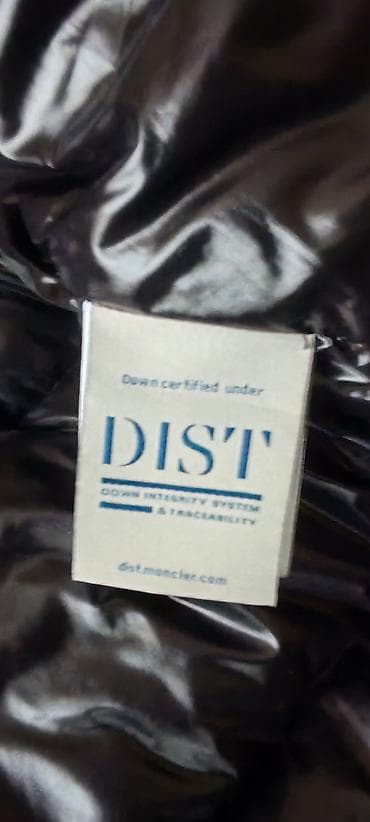 Down certified under
DIST
DOWN INTEGRITY SYSTEM
& TRACEABILITY
dist.moncler.com